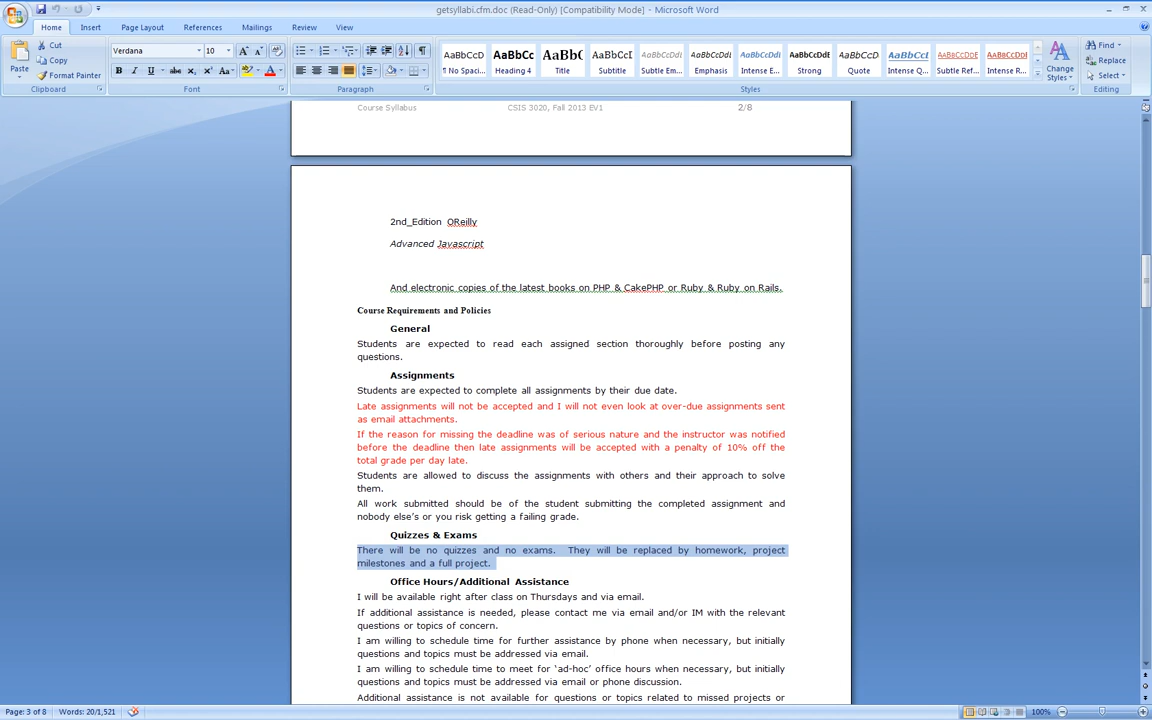 getsyllabi.cfm.doc (Read-Only) [Compatibility Mode] - Microsoft Word
Home Insert Page Layout References Mailings Review View
Paste
Cut
Copy
Format Painter
Clipboard
Verdana 10
B I U abc x₂ x² Aa ab A
Font
Paragraph
AaBbCcD AaBbCc AaBb( AaBbCcI AaBbCcDdE AaBbCcDdI AaBbCcDdI AaBbCcDdE AaBbCcDdI AaBbCcDdI AABBCCDDE AABBCCDDI
¶ No Spaci... Heading 4 Title Subtitle Subtle Em... Emphasis Intense E... Strong Quote Intense Q... Subtle Ref... Intense R...
Change
Styles
Styles
Find
Replace
Select
Editing
Course Syllabus CSIS 3020, Fall 2013 EV1 2/8
2nd_Edition OReilly
Advanced Javascript
And electronic copies of the latest books on PHP & CakePHP or Ruby & Ruby on Rails.
Course Requirements and Policies
General
Students are expected to read each assigned section thoroughly before posting any
questions.
Assignments
Students are expected to complete all assignments by their due date.
Late assignments will not be accepted and I will not even look at over-due assignments sent
as email attachments.
If the reason for missing the deadline was of serious nature and the instructor was notified
before the deadline then late assignments will be accepted with a penalty of 10% off the
total grade per day late.
Students are allowed to discuss the assignments with others and their approach to solve
them.
All work submitted should be of the student submitting the completed assignment and
nobody else's or you risk getting a failing grade.
Quizzes & Exams
There will be no quizzes and no exams. They will be replaced by homework, project
milestones and a full project.
Office Hours/Additional Assistance
I will be available right after class on Thursdays and via email.
If additional assistance is needed, please contact me via email and/or IM with the relevant
questions or topics of concern.
I am willing to schedule time for further assistance by phone when necessary, but initially
questions and topics must be addressed via email.
I am willing to schedule time to meet for 'ad-hoc' office hours when necessary, but initially
questions and topics must be addressed via email or phone discussion.
Additional assistance is not available for questions or topics related to missed projects or
Page: 3 of 8 Words: 20/1,521 100%